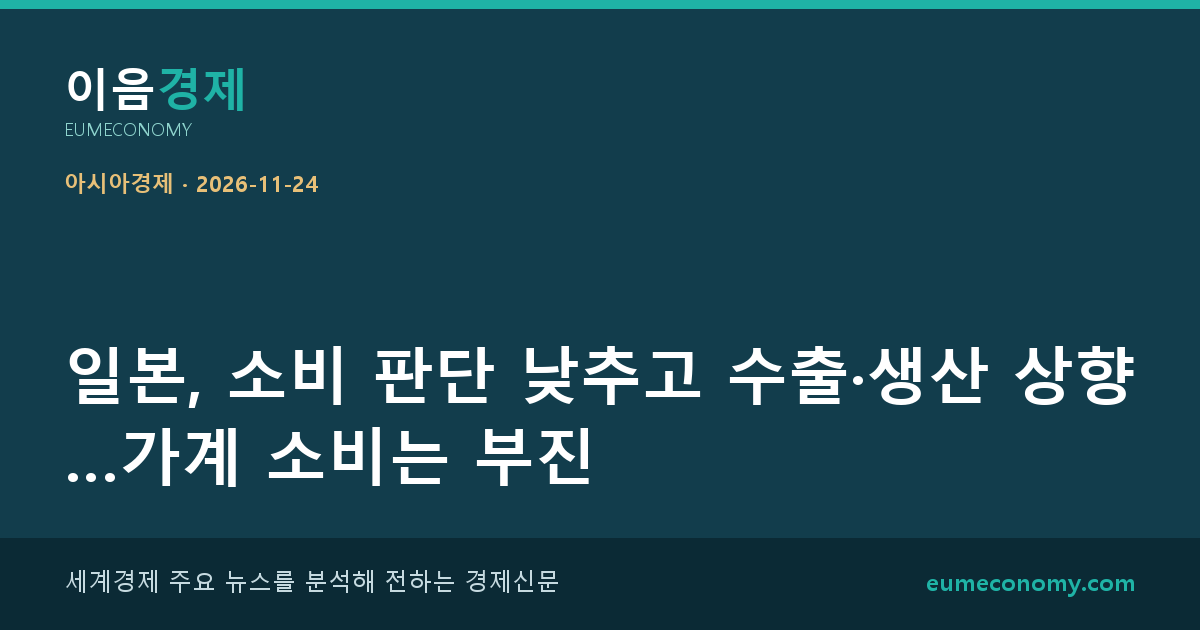 이음경제
EUMECONOMY
아시아경제 · 2026-11-24
일본, 소비 판단 낮추고 수출·생산 상향
...가계 소비는 부진
세계경제 주요 뉴스를 분석해 전하는 경제신문
eumeconomy.com